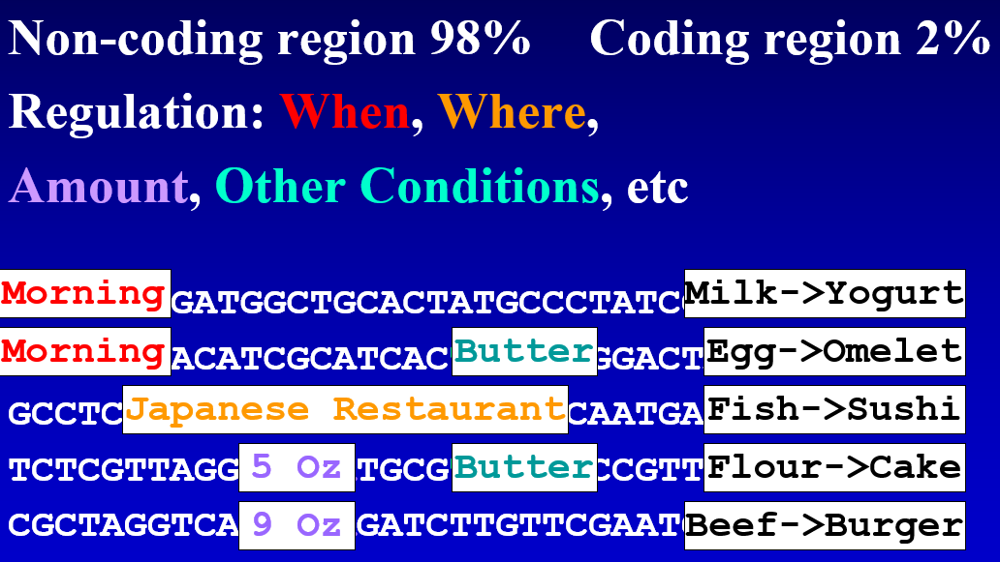 Non-coding region 98% Coding region 2%
Regulation: When, Where,
Amount, Other Conditions, etc
Morning GATGGCTGCACTATGCCCTATC Milk->Yogurt
Morning ACATCGCATCAC Butter GGACT Egg->Omelet
GCCTC Japanese Restaurant CAATGA Fish->Sushi
TCTCGTTAGG 5 Oz TGCG Butter CCGTT Flour->Cake
CGCTAGGTCA 9 Oz GATCTTGTTCGAAT Beef->Burger